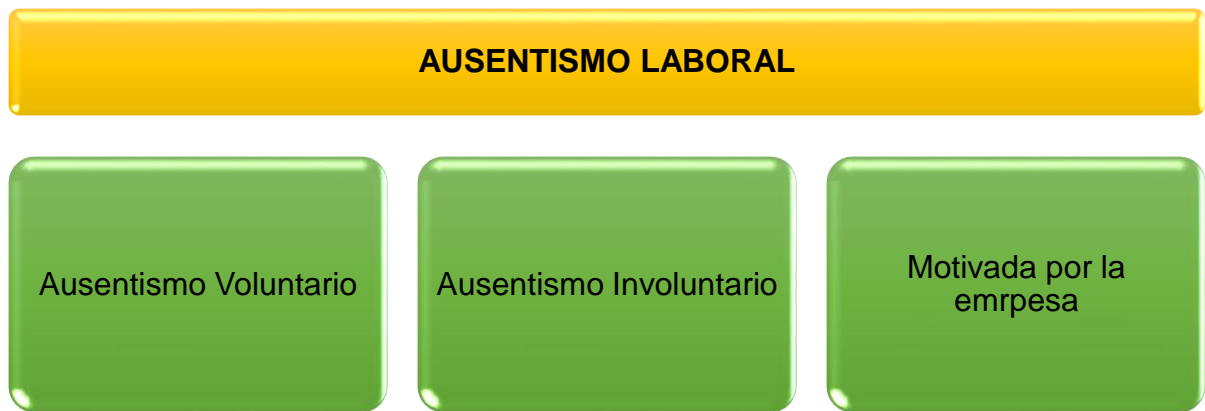 AUSENTISMO LABORAL
Ausentismo Voluntario
Ausentismo Involuntario
Motivada por la
emrpesa